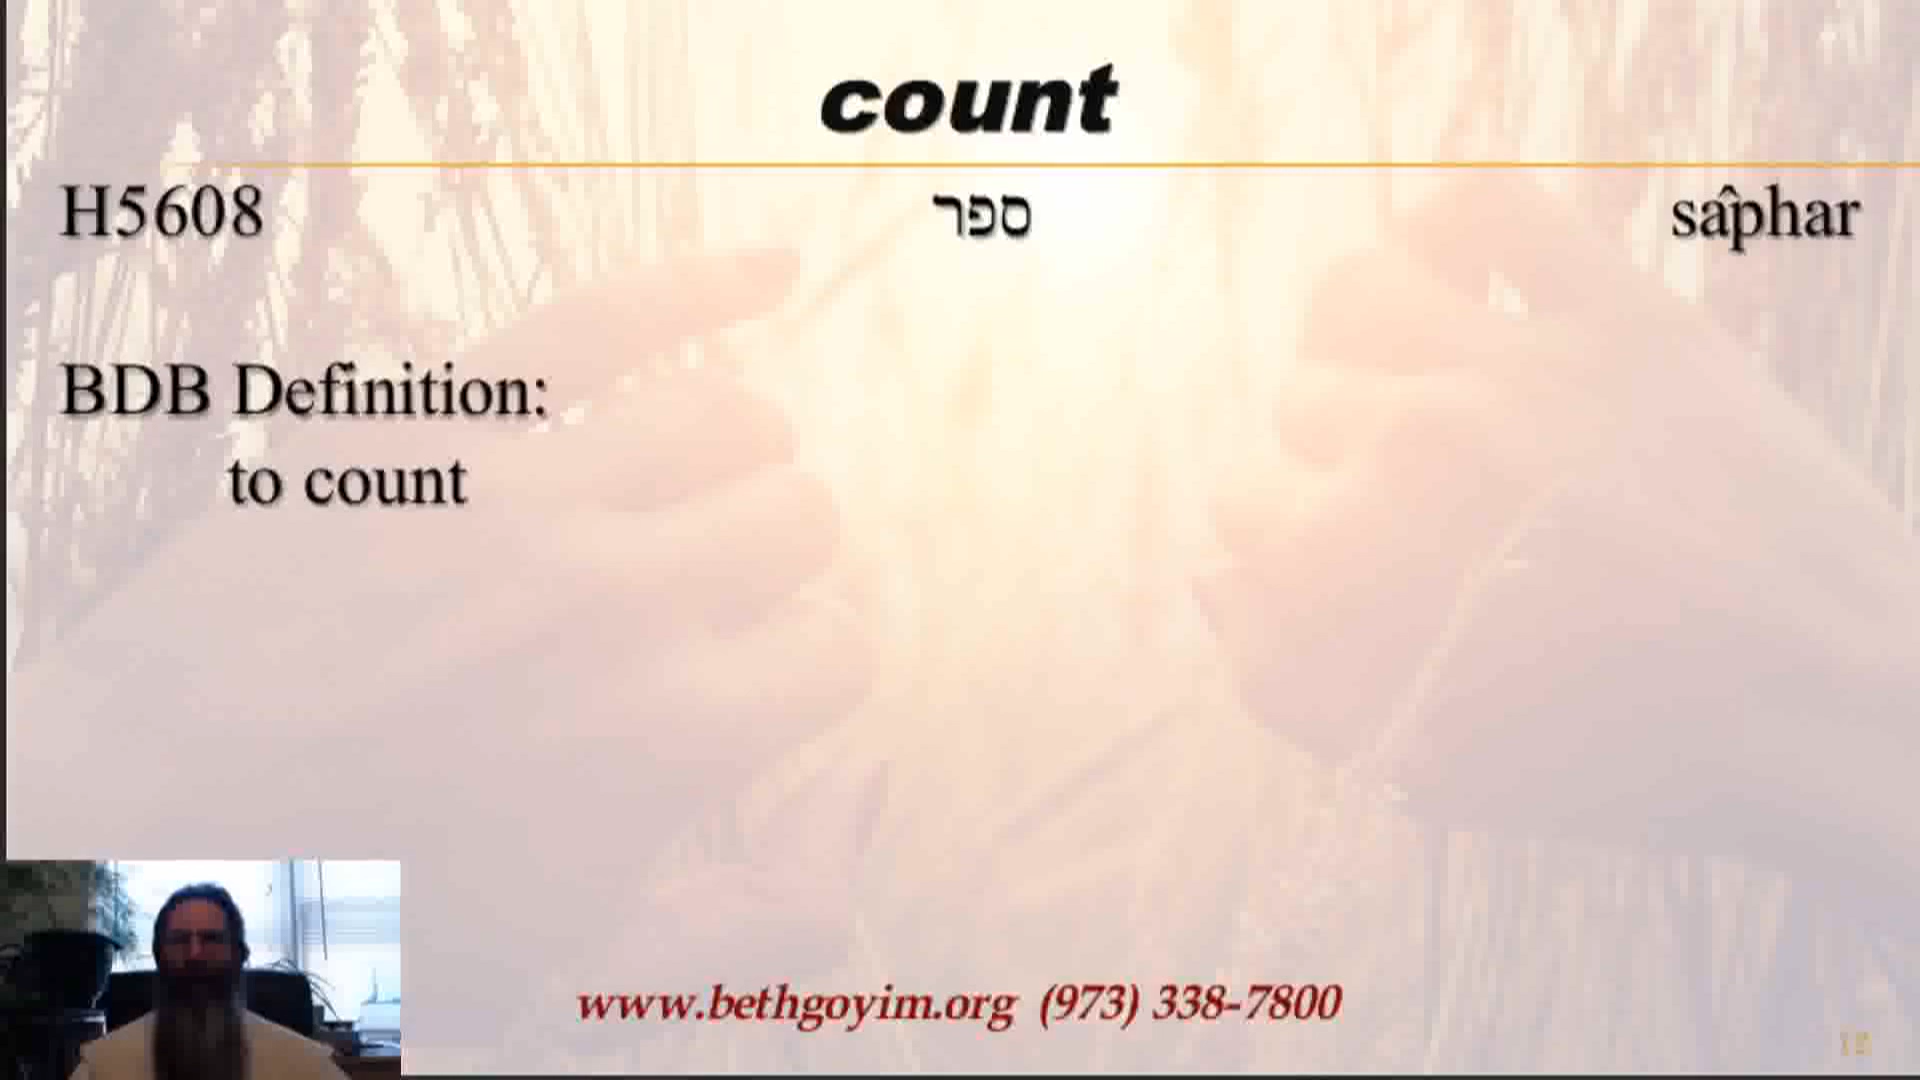 count
H5608 ספר sâphar
BDB Definition:
to count
www.bethgoyim.org (973) 338-7800